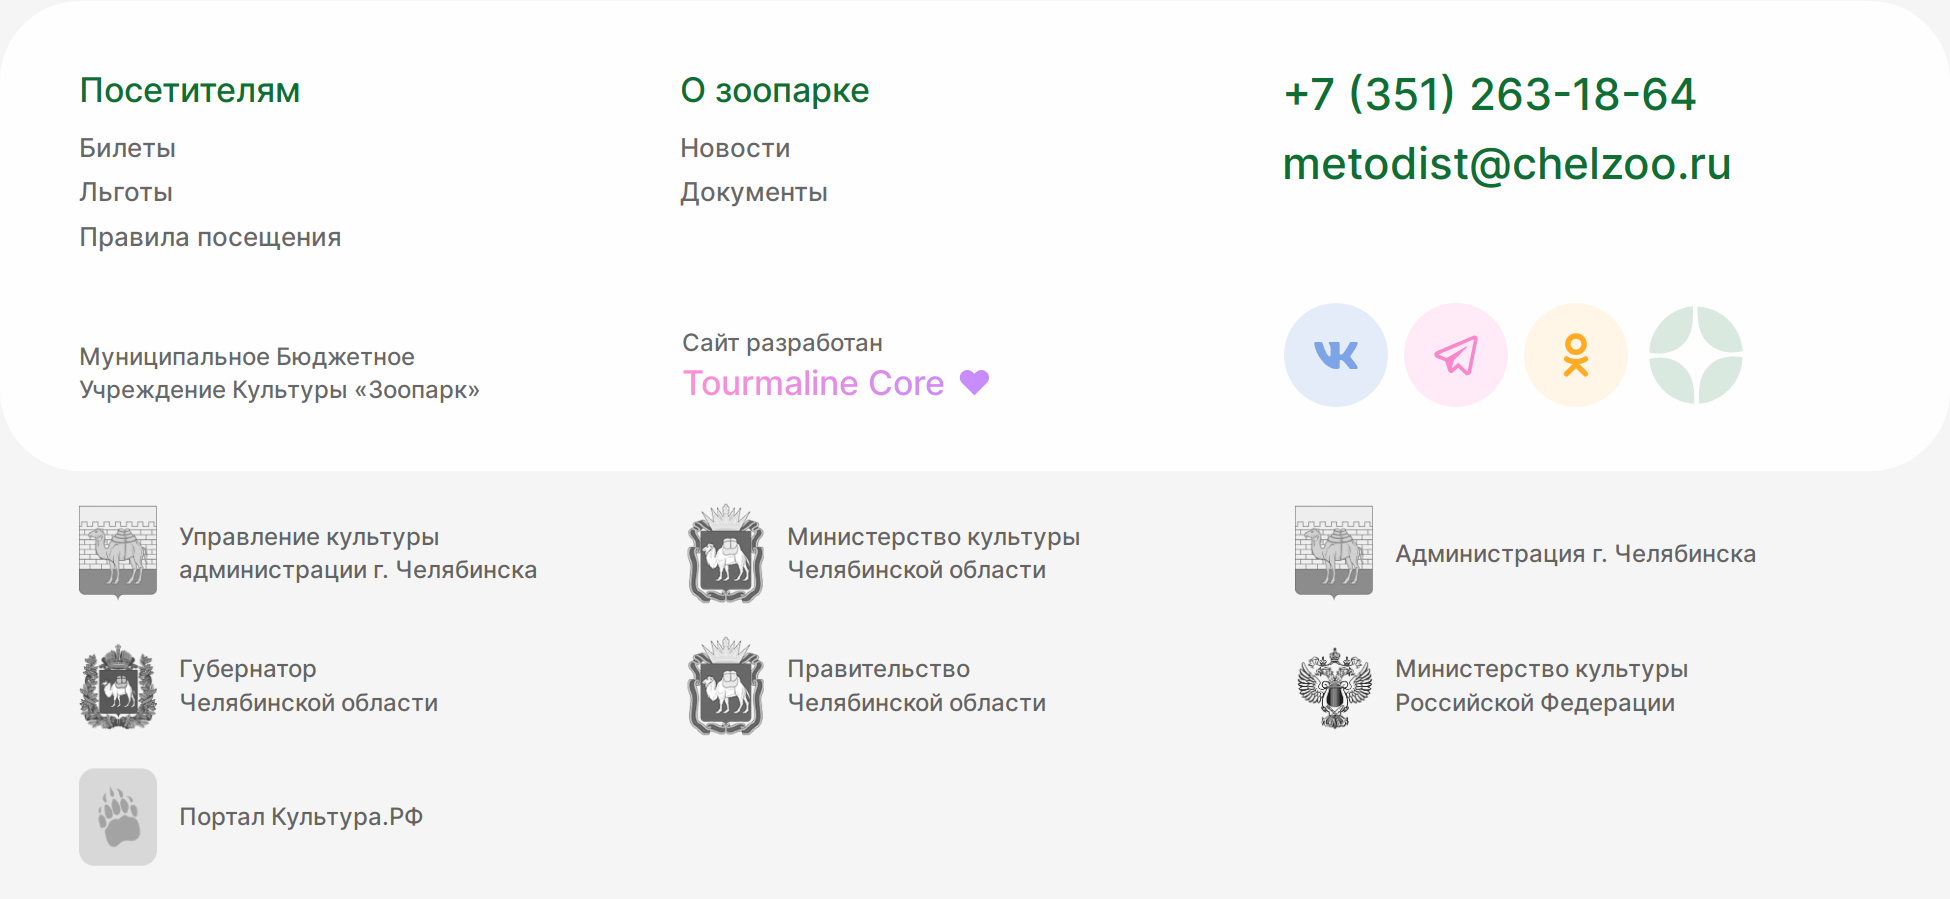 Посетителям
Билеты
Льготы
Правила посещения
О зоопарке
Новости
Документы
+7 (351) 263-18-64
metodist@chelzoo.ru
Муниципальное Бюджетное
Учреждение Культуры «Зоопарк»
Сайт разработан
Tourmaline Core
Управление культуры
администрации г. Челябинска
Министерство культуры
Челябинской области
Администрация г. Челябинска
Губернатор
Челябинской области
Правительство
Челябинской области
Министерство культуры
Российской Федерации
Портал Культура.РФ